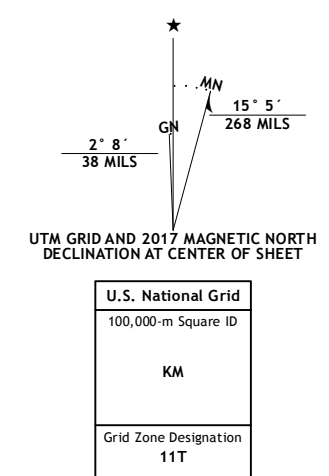 MN
15° 5´
268 MILS
GN
2° 8´
38 MILS
UTM GRID AND 2017 MAGNETIC NORTH
DECLINATION AT CENTER OF SHEET
U.S. National Grid
100,000-m Square ID
KM
Grid Zone Designation
11T